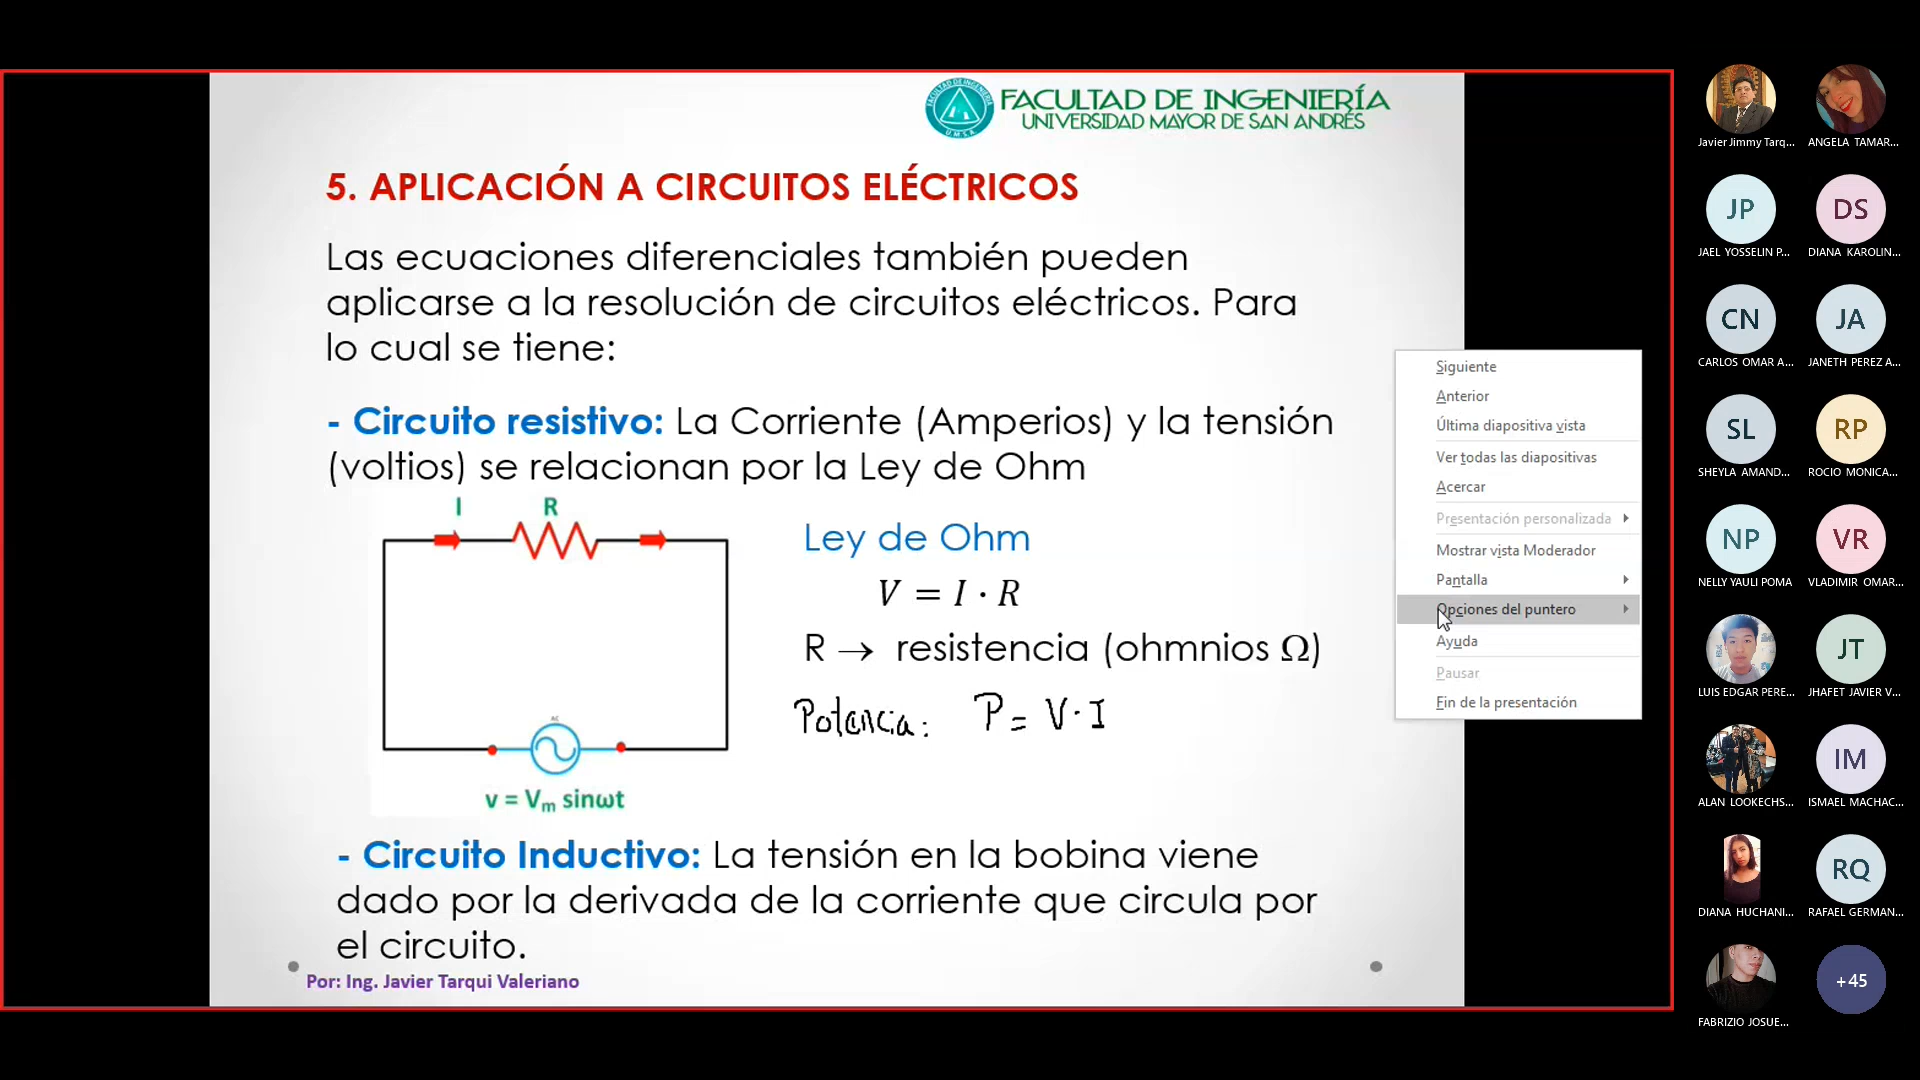 FACULTAD DE INGENIERÍA
UNIVERSIDAD MAYOR DE SAN ANDRÉS
5. APLICACIÓN A CIRCUITOS ELÉCTRICOS
Las ecuaciones diferenciales también pueden
aplicarse a la resolución de circuitos eléctricos. Para
lo cual se tiene:
- Circuito resistivo: La Corriente (Amperios) y la tensión
(voltios) se relacionan por la Ley de Ohm
I R
Ley de Ohm
V = I · R
R → resistencia (ohmnios Ω)
Potencia: P = V · I
AC
v = Vm sinωt
- Circuito Inductivo: La tensión en la bobina viene
dado por la derivada de la corriente que circula por
el circuito.
Por: Ing. Javier Tarqui Valeriano
Siguiente
Anterior
Última diapositiva vista
Ver todas las diapositivas
Acercar
Presentación personalizada
Mostrar vista Moderador
Pantalla
Opciones del puntero
Ayuda
Pausar
Fin de la presentación
Javier Jimmy Tarq... ANGELA TAMAR...
JP DS
JAEL YOSSELIN P... DIANA KAROLIN...
CN JA
CARLOS OMAR A... JANETH PEREZ A...
SL RP
SHEYLA AMAND... ROCIO MONICA...
NP VR
NELLY YAULI POMA VLADIMIR OMAR...
JT
LUIS EDGAR PERE... JHAFET JAVIER V...
IM
ALAN LOOKECHS... ISMAEL MACHAC...
RQ
DIANA HUCHANI... RAFAEL GERMAN...
+45
FABRIZIO JOSUE...